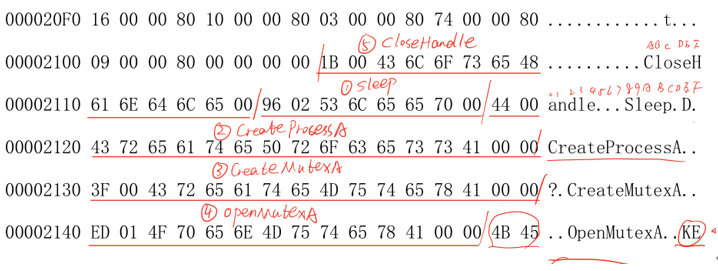 000020F0 16 00 00 80 10 00 00 80 03 00 00 80 74 00 00 80 ............t...
⑤ CloseHandle
ABC DEF
00002100 09 00 00 80 00 00 00 00 1B 00 43 6C 6F 73 65 48 ..........CloseH
① Sleep
00002110 61 6E 64 6C 65 00 96 02 53 6C 65 65 70 00 44 00 andle...Sleep.D.
② CreateProcessA
00002120 43 72 65 61 74 65 50 72 6F 63 65 73 73 41 00 00 CreateProcessA..
③ CreateMutexA
00002130 3F 00 43 72 65 61 74 65 4D 75 74 65 78 41 00 00 ?.CreateMutexA..
④ OpenMutexA
00002140 ED 01 4F 70 65 6E 4D 75 74 65 78 41 00 00 4B 45 ..OpenMutexA..KE